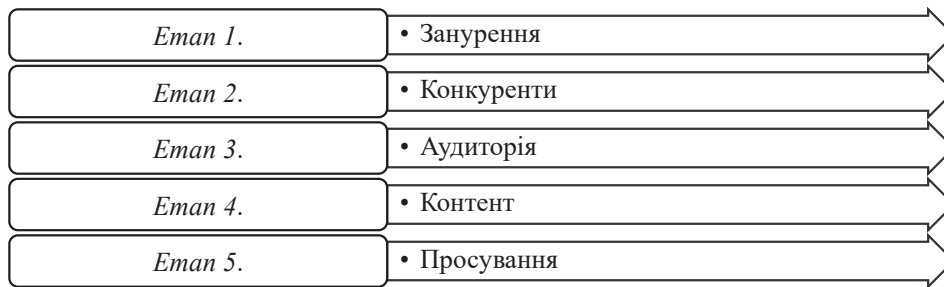 Етап 1.
• Занурення
Етап 2.
• Конкуренти
Етап 3.
• Аудиторія
Етап 4.
• Контент
Етап 5.
• Просування